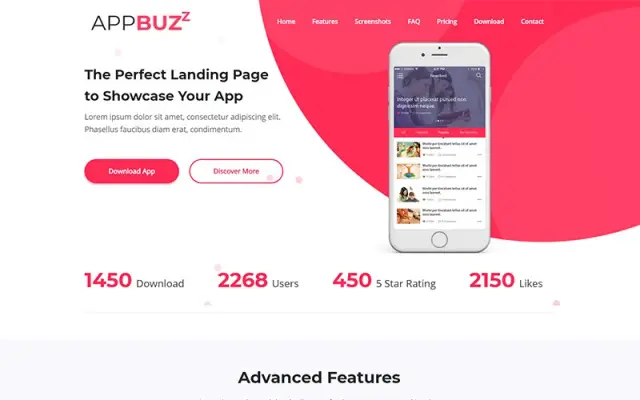 APPBUZZ
Home Features Screenshots FAQ Pricing Download Contact
The Perfect Landing Page
to Showcase Your App
Lorem ipsum dolor sit amet, consectetur adipiscing elit.
Phasellus faucibus diam erat, condimentum.
Download App
Discover More
Integer ut placerat purused non
dignissim neque.
1450 Download
2268 Users
450 5 Star Rating
2150 Likes
Advanced Features